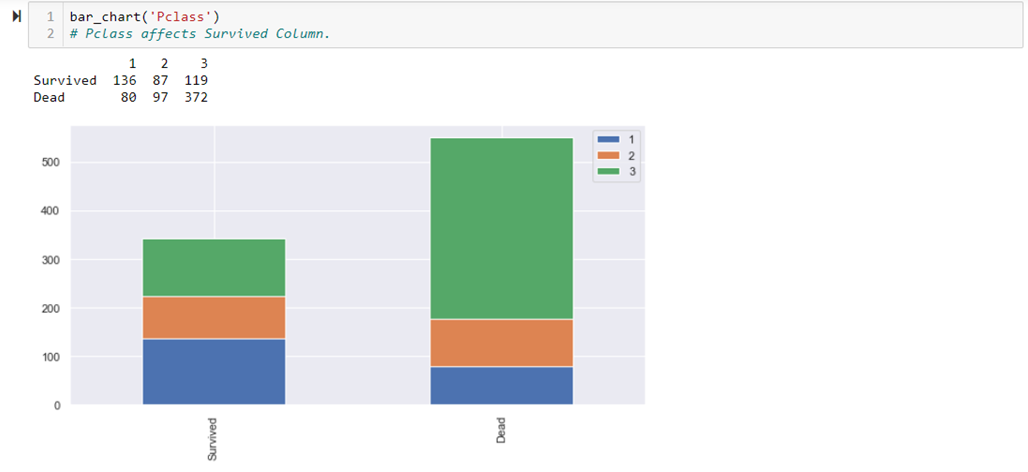 1 bar_chart('Pclass')
2 # Pclass affects Survived Column.
1 2 3
Survived 136 87 119
Dead 80 97 372
1
2
3
500
400
300
200
100
0
Survived
Dead